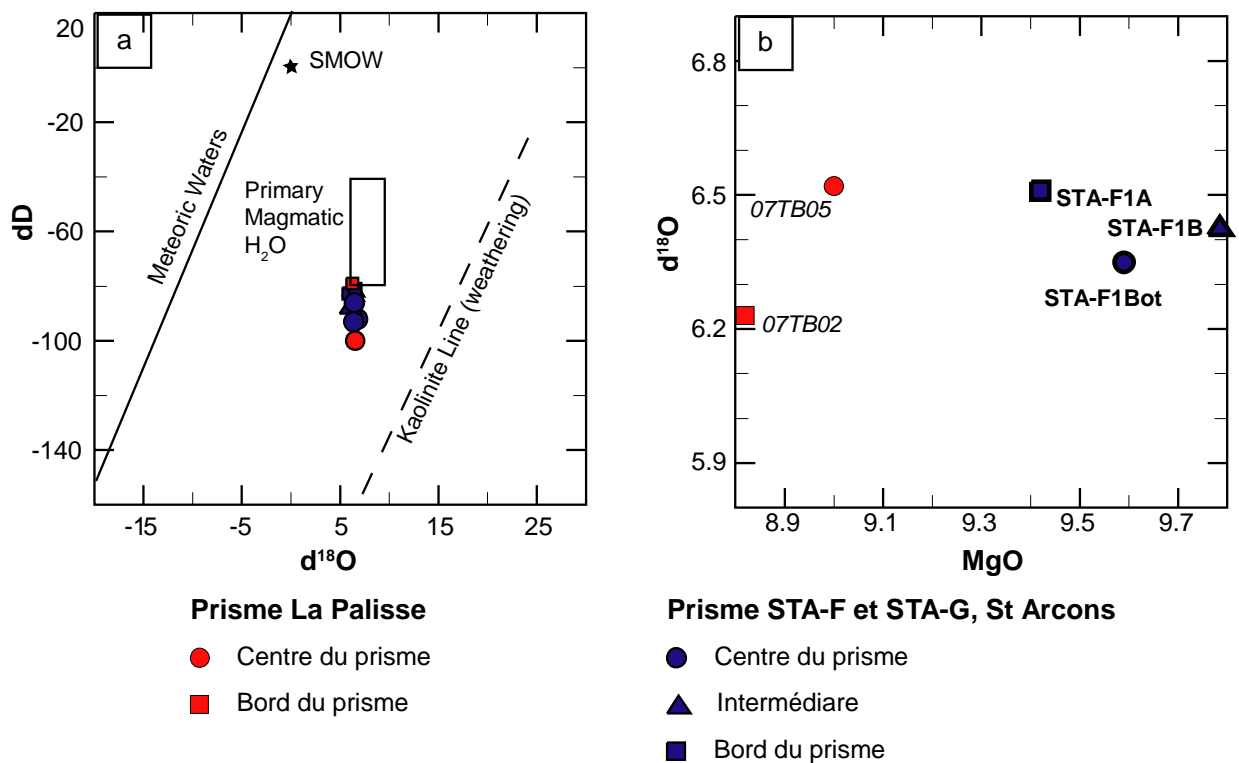 a
20
-20
-60
-100
-140
dD
SMOW
Meteoric Waters
Primary
Magmatic
H₂O
Kaolinite Line (weathering)
-15
-5
5
15
25
d¹⁸O
b
6.8
6.5
6.2
5.9
d¹⁸O
07TB05
07TB02
STA-F1A
STA-F1B
STA-F1Bot
8.9
9.1
9.3
9.5
9.7
MgO
Prisme La Palisse
Centre du prisme
Bord du prisme
Prisme STA-F et STA-G, St Arcons
Centre du prisme
Intermédiare
Bord du prisme